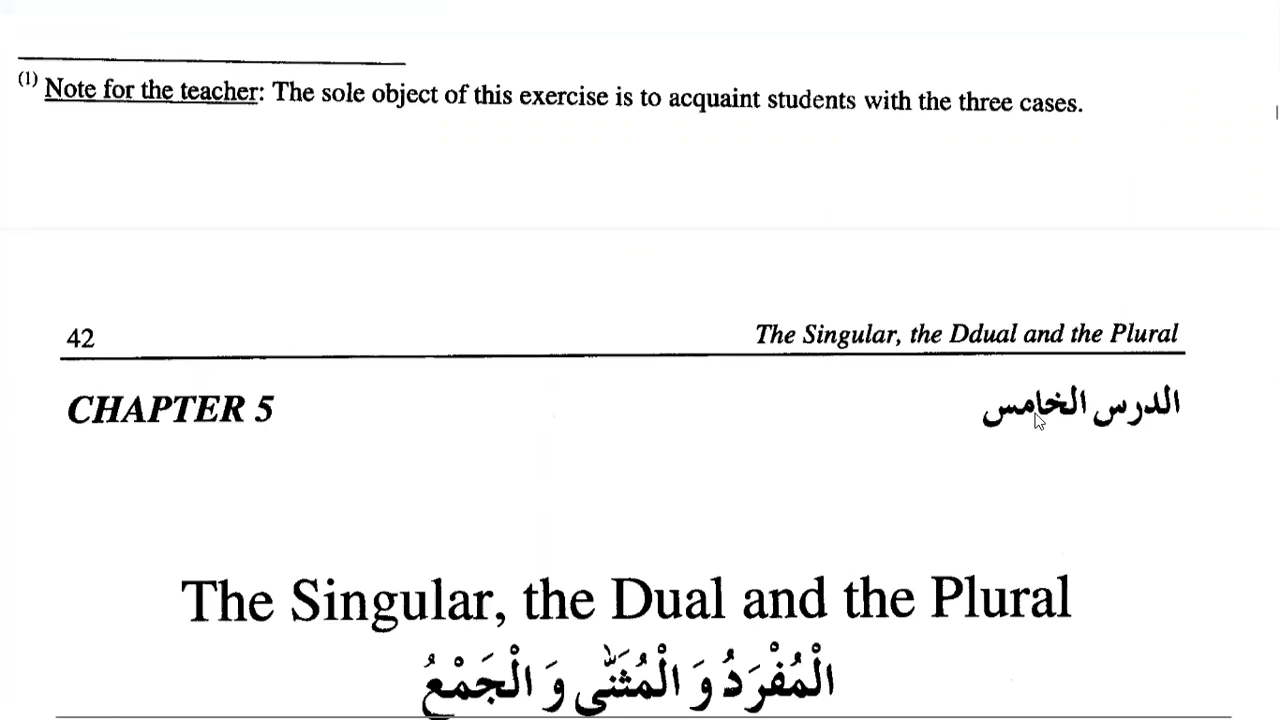 (1) Note for the teacher: The sole object of this exercise is to acquaint students with the three cases.
42 The Singular, the Ddual and the Plural
CHAPTER 5 الدرس الخامس
The Singular, the Dual and the Plural
الْمُفْرَدُ وَ الْمُثَنّٰى وَ الْجَمْعُ